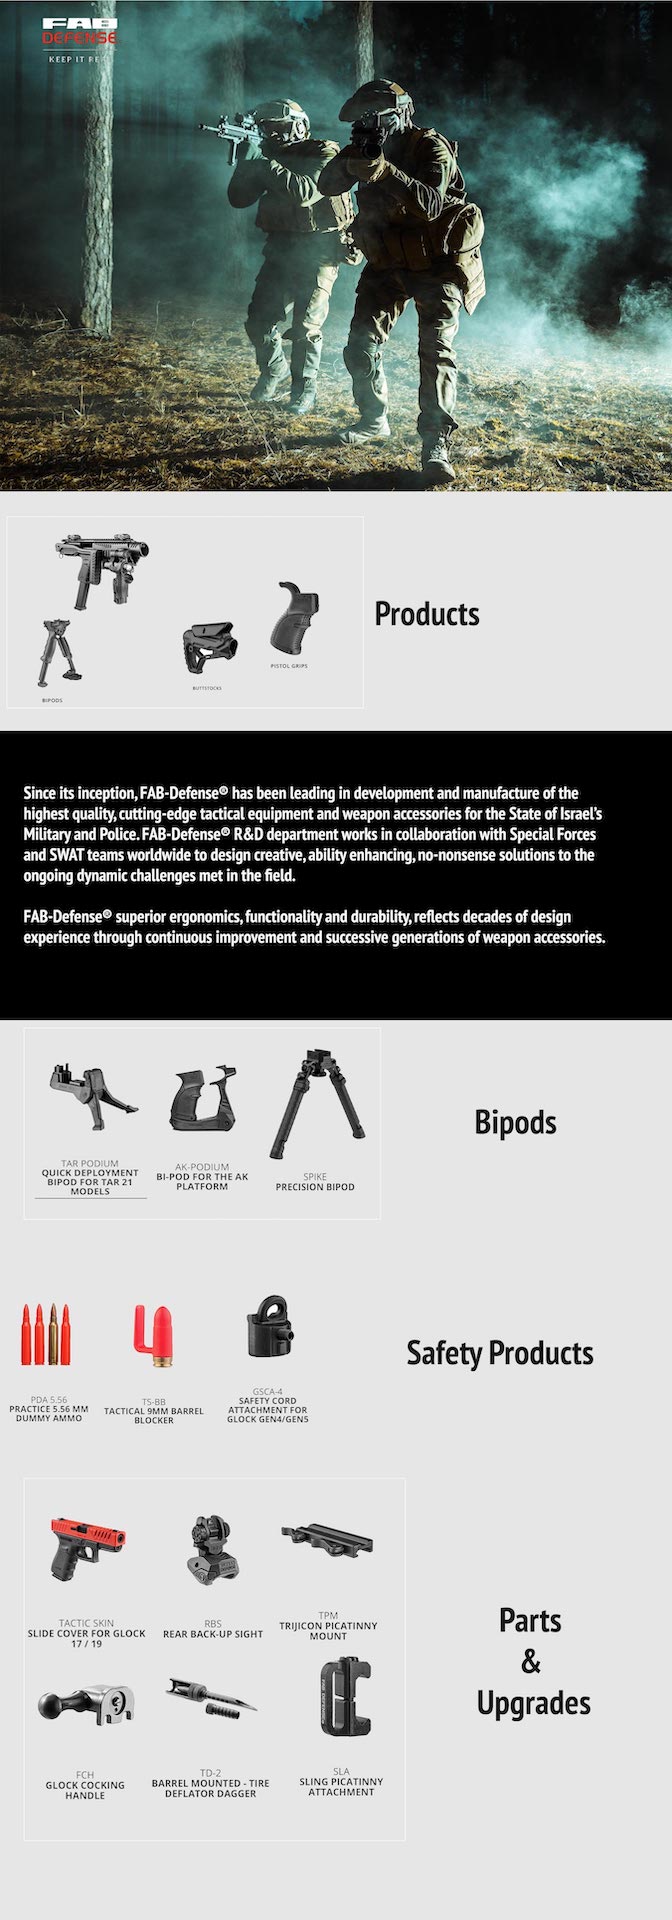 FAB
DEFENSE
KEEP IT REAL
Products
PISTOL GRIPS
BUTTSTOCKS
BIPODS
Since its inception, FAB-Defense® has been leading in development and manufacture of the
highest quality, cutting-edge tactical equipment and weapon accessories for the State of Israel's
Military and Police. FAB-Defense® R&D department works in collaboration with Special Forces
and SWAT teams worldwide to design creative, ability enhancing, no-nonsense solutions to the
ongoing dynamic challenges met in the field.
FAB-Defense® superior ergonomics, functionality and durability, reflects decades of design
experience through continuous improvement and successive generations of weapon accessories.
Bipods
TAR PODIUM
QUICK DEPLOYMENT
BIPOD FOR TAR 21
MODELS
AK-PODIUM
BI-POD FOR THE AK
PLATFORM
SPIKE
PRECISION BIPOD
Safety Products
PDA 5.56
PRACTICE 5.56 MM
DUMMY AMMO
TS-BB
TACTICAL 9MM BARREL
BLOCKER
GSCA-4
SAFETY CORD
ATTACHMENT FOR
GLOCK GEN4/GEN5
Parts
&
Upgrades
TACTIC SKIN
SLIDE COVER FOR GLOCK
17 / 19
RBS
REAR BACK-UP SIGHT
TPM
TRIJICON PICATINNY
MOUNT
FCH
GLOCK COCKING
HANDLE
TD-2
BARREL MOUNTED - TIRE
DEFLATOR DAGGER
SLA
SLING PICATINNY
ATTACHMENT
FAB DEFENSE